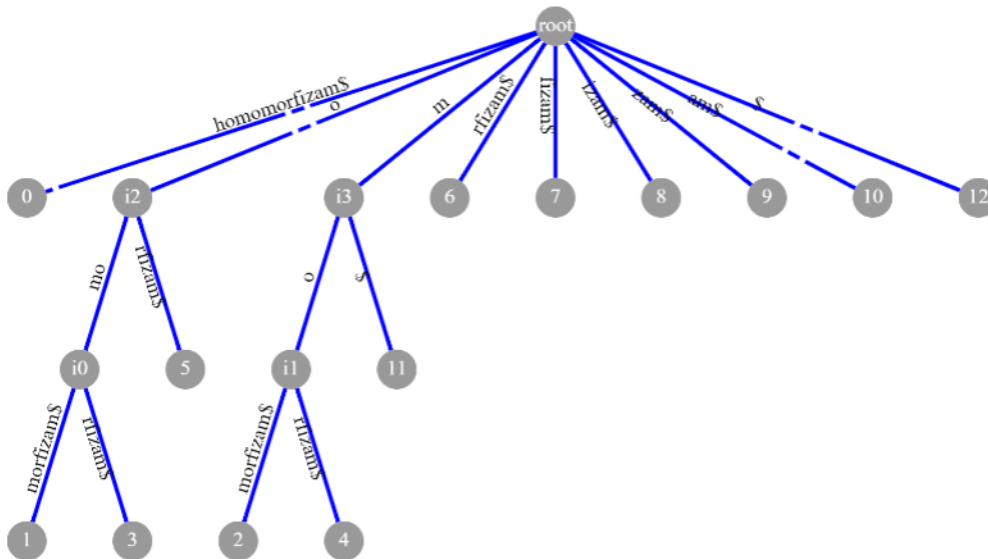 root
homomorfizam$ o m rfizam$ fizam$ izam$ zam$ am$ $
0 i2 i3 6 7 8 9 10 12
mo rfizam$ o $
i0 5 i1 11
morfizam$ rfizam$ morfizam$ rfizam$
1 3 2 4